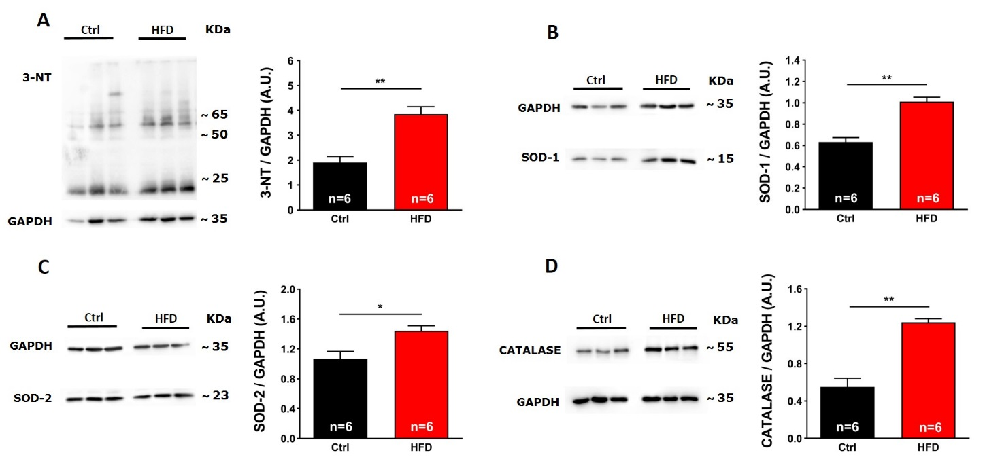 A
Ctrl HFD KDa
3-NT
~ 65
~ 50
~ 25
GAPDH ~ 35
3-NT / GAPDH (A.U.)
6
5
4
3
2
1
0
**
n=6 n=6
Ctrl HFD
B
Ctrl HFD KDa
GAPDH ~ 35
SOD-1 ~ 15
SOD-1 / GAPDH (A.U.)
1.4
1.2
1.0
0.8
0.6
0.4
0.2
0.0
**
n=6 n=6
Ctrl HFD
C
Ctrl HFD KDa
GAPDH ~ 35
SOD-2 ~ 23
SOD-2 / GAPDH (A.U.)
2.0
1.6
1.2
0.8
0.4
0.0
*
n=6 n=6
Ctrl HFD
D
Ctrl HFD KDa
CATALASE ~ 55
GAPDH ~ 35
CATALASE / GAPDH (A.U.)
1.6
1.2
0.8
0.4
0.0
**
n=6 n=6
Ctrl HFD